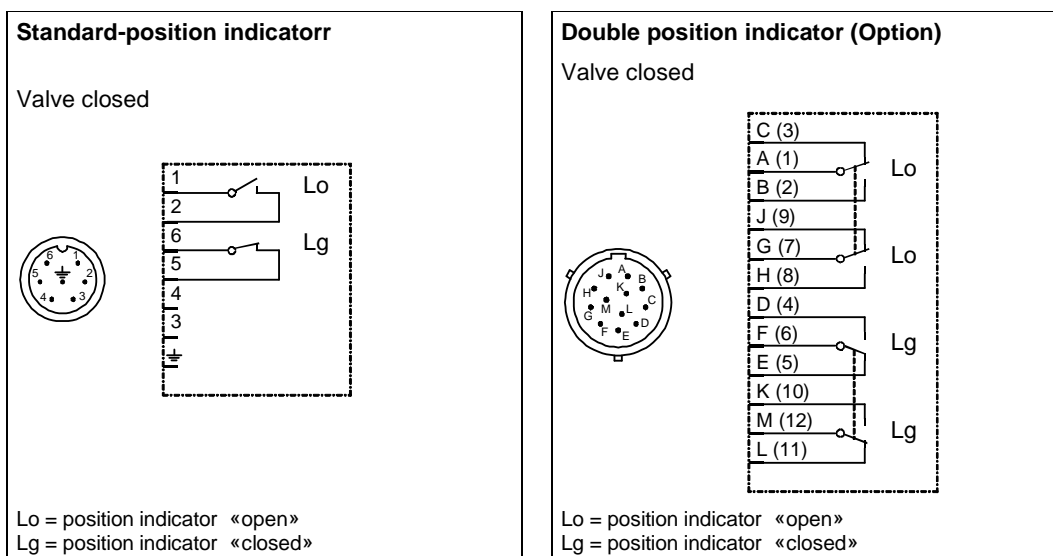 Standard-position indicatorr
Valve closed
1
2
6
5
4
3
Lo
Lg
6
1
5
2
4
3
Lo = position indicator «open»
Lg = position indicator «closed»
Double position indicator (Option)
Valve closed
C (3)
A (1)
B (2)
J (9)
G (7)
H (8)
D (4)
F (6)
E (5)
K (10)
M (12)
L (11)
Lo
Lo
Lg
Lg
J
A
B
H
K
C
G
M
L
F
E
D
Lo = position indicator «open»
Lg = position indicator «closed»